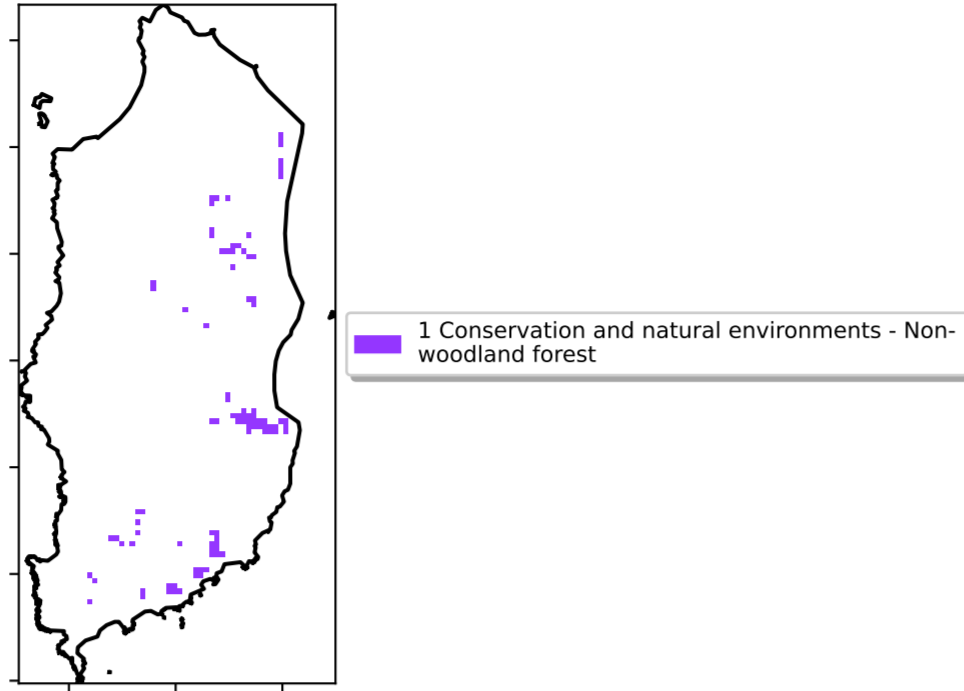 1 Conservation and natural environments - Non-
woodland forest